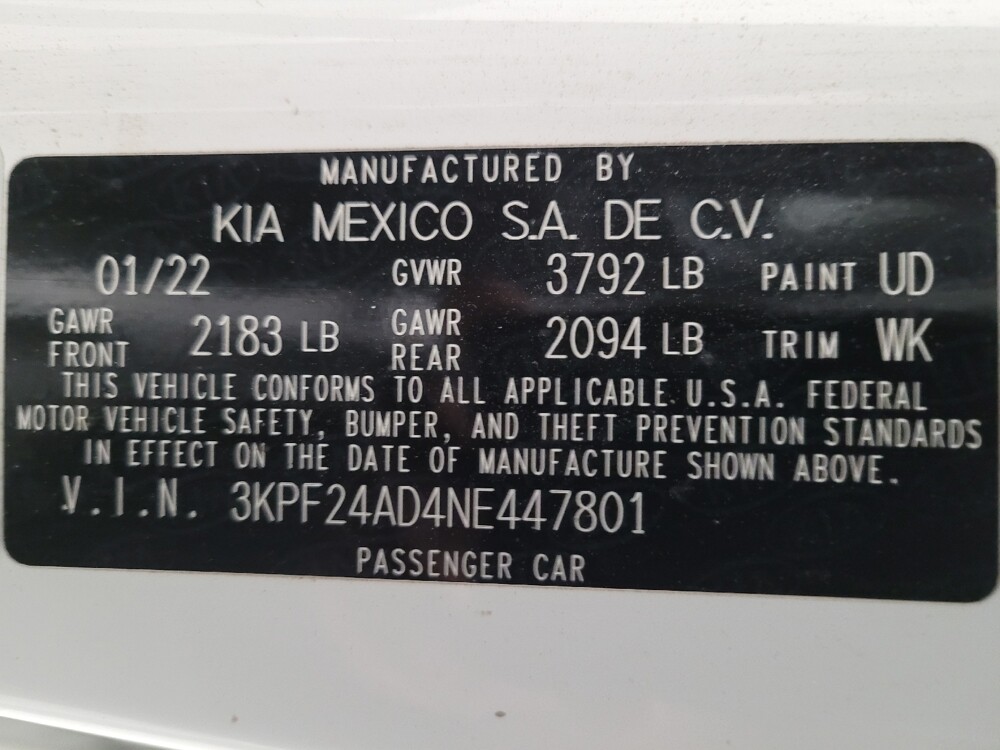 MANUFACTURED BY
KIA MEXICO S.A. DE C.V.
01/22 GVWR 3792 LB PAINT UD
GAWR FRONT 2183 LB GAWR REAR 2094 LB TRIM WK
THIS VEHICLE CONFORMS TO ALL APPLICABLE U.S.A. FEDERAL
MOTOR VEHICLE SAFETY, BUMPER, AND THEFT PREVENTION STANDARDS
IN EFFECT ON THE DATE OF MANUFACTURE SHOWN ABOVE.
V.I.N. 3KPF24AD4NE447801
PASSENGER CAR